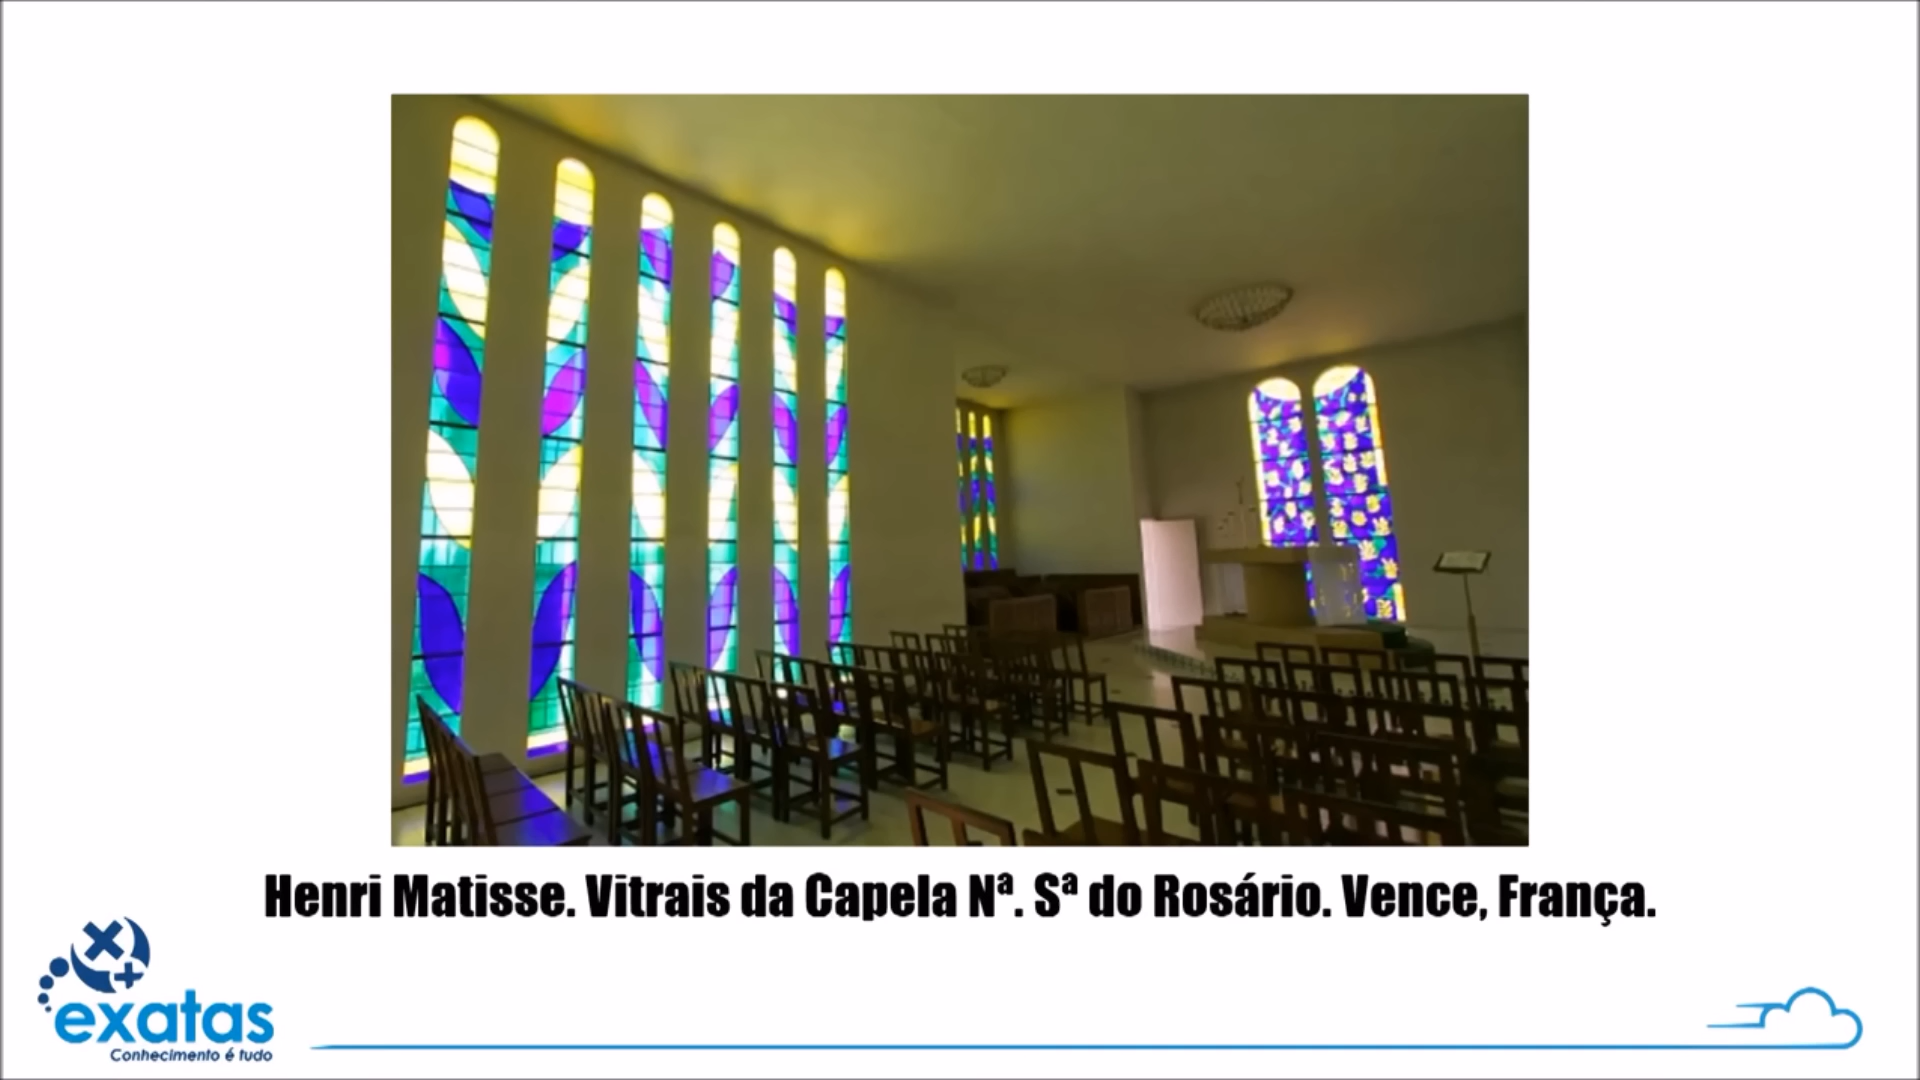 Henri Matisse. Vitrais da Capela Nª. Sª do Rosário. Vence, França.
exatas
Conhecimento é tudo